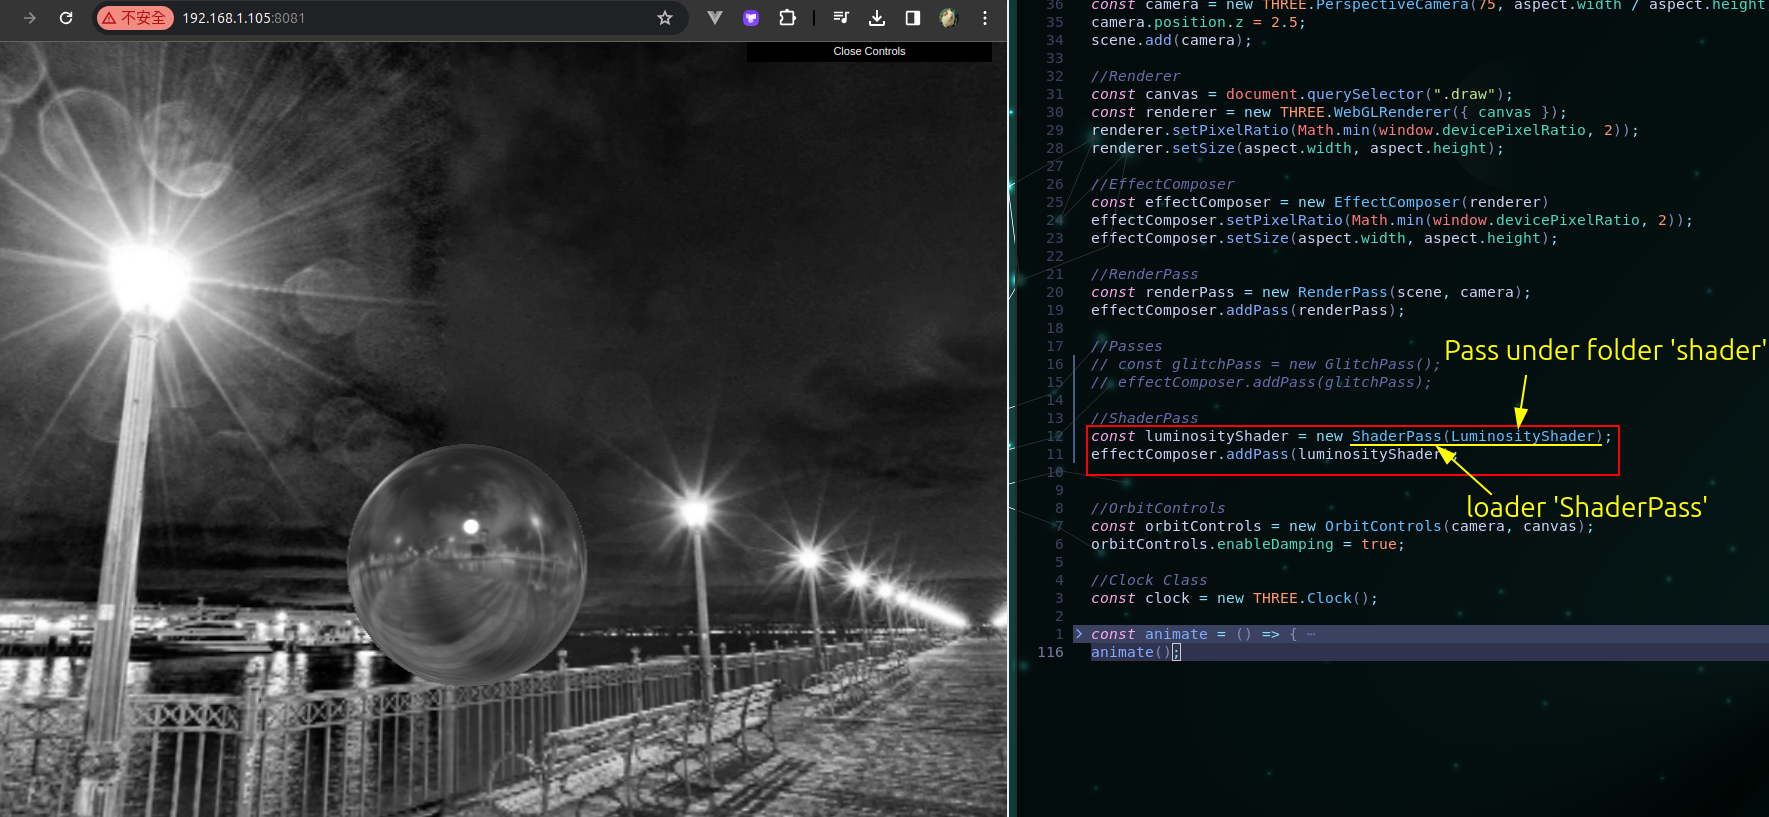 不安全 192.168.1.105:8081
Close Controls
36 const camera = new THREE.PerspectiveCamera(75, aspect.width / aspect.height
35 camera.position.z = 2.5;
34 scene.add(camera);
33
32 //Renderer
31 const canvas = document.querySelector(".draw");
30 const renderer = new THREE.WebGLRenderer({ canvas });
29 renderer.setPixelRatio(Math.min(window.devicePixelRatio, 2));
28 renderer.setSize(aspect.width, aspect.height);
27
26 //EffectComposer
25 const effectComposer = new EffectComposer(renderer)
24 effectComposer.setPixelRatio(Math.min(window.devicePixelRatio, 2));
23 effectComposer.setSize(aspect.width, aspect.height);
22
21 //RenderPass
20 const renderPass = new RenderPass(scene, camera);
19 effectComposer.addPass(renderPass);
18
17 //Passes
Pass under folder 'shader'
16 // const glitchPass = new GlitchPass();
15 // effectComposer.addPass(glitchPass);
14
13 //ShaderPass
12 const luminosityShader = new ShaderPass(LuminosityShader);
11 effectComposer.addPass(luminosityShader);
10
9
8 //OrbitControls
loader 'ShaderPass'
7 const orbitControls = new OrbitControls(camera, canvas);
6 orbitControls.enableDamping = true;
5
4 //Clock Class
3 const clock = new THREE.Clock();
2
1 const animate = () => { ⋯
116 animate();